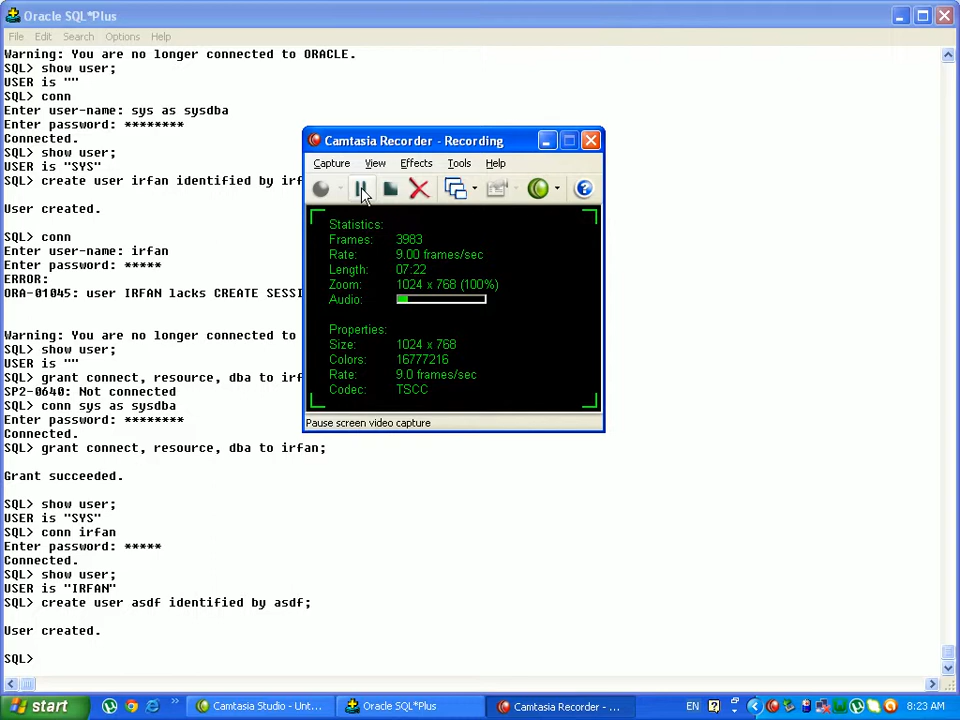 Oracle SQL*Plus
File Edit Search Options Help
Warning: You are no longer connected to ORACLE.
SQL> show user;
USER is ""
SQL> conn
Enter user-name: sys as sysdba
Enter password: ********
Connected.
SQL> show user;
USER is "SYS"
SQL> create user irfan identified by irf
User created.
SQL> conn
Enter user-name: irfan
Enter password: *****
ERROR:
ORA-01045: user IRFAN lacks CREATE SESSI
Warning: You are no longer connected to
SQL> show user;
USER is ""
SQL> grant connect, resource, dba to irf
SP2-0640: Not connected
SQL> conn sys as sysdba
Enter password: ********
Connected.
SQL> grant connect, resource, dba to irfan;
Grant succeeded.
SQL> show user;
USER is "SYS"
SQL> conn irfan
Enter password: *****
Connected.
SQL> show user;
USER is "IRFAN"
SQL> create user asdf identified by asdf;
User created.
SQL>
Camtasia Recorder - Recording
Capture View Effects Tools Help
Statistics:
Frames: 3983
Rate: 9.00 frames/sec
Length: 07:22
Zoom: 1024 x 768 (100%)
Audio:
Properties:
Size: 1024 x 768
Colors: 16777216
Rate: 9.0 frames/sec
Codec: TSCC
Pause screen video capture
start Camtasia Studio - Unt... Oracle SQL*Plus Camtasia Recorder - ... EN 8:23 AM